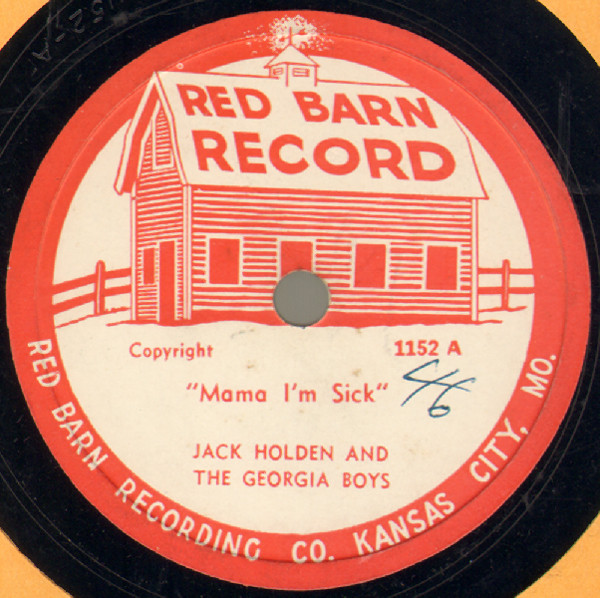 RED BARN
RECORD
Copyright
1152 A
"Mama I'm Sick"
46
JACK HOLDEN AND
THE GEORGIA BOYS
RED BARN RECORDING CO. KANSAS CITY, MO.